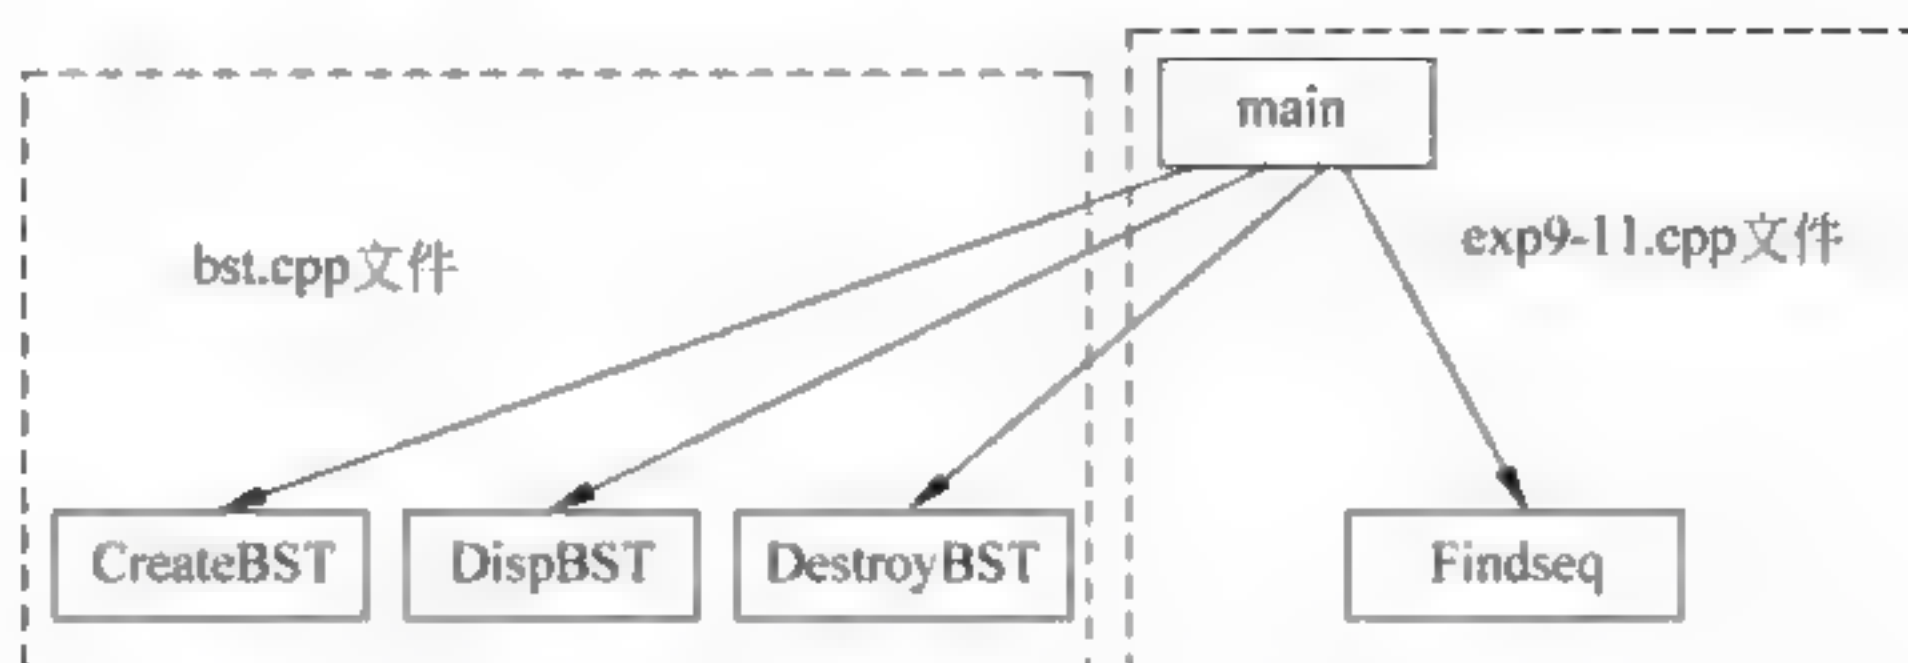 main
bst.cpp文件
exp9-11.cpp文件
CreateBST
DispBST
DestroyBST
Findseq